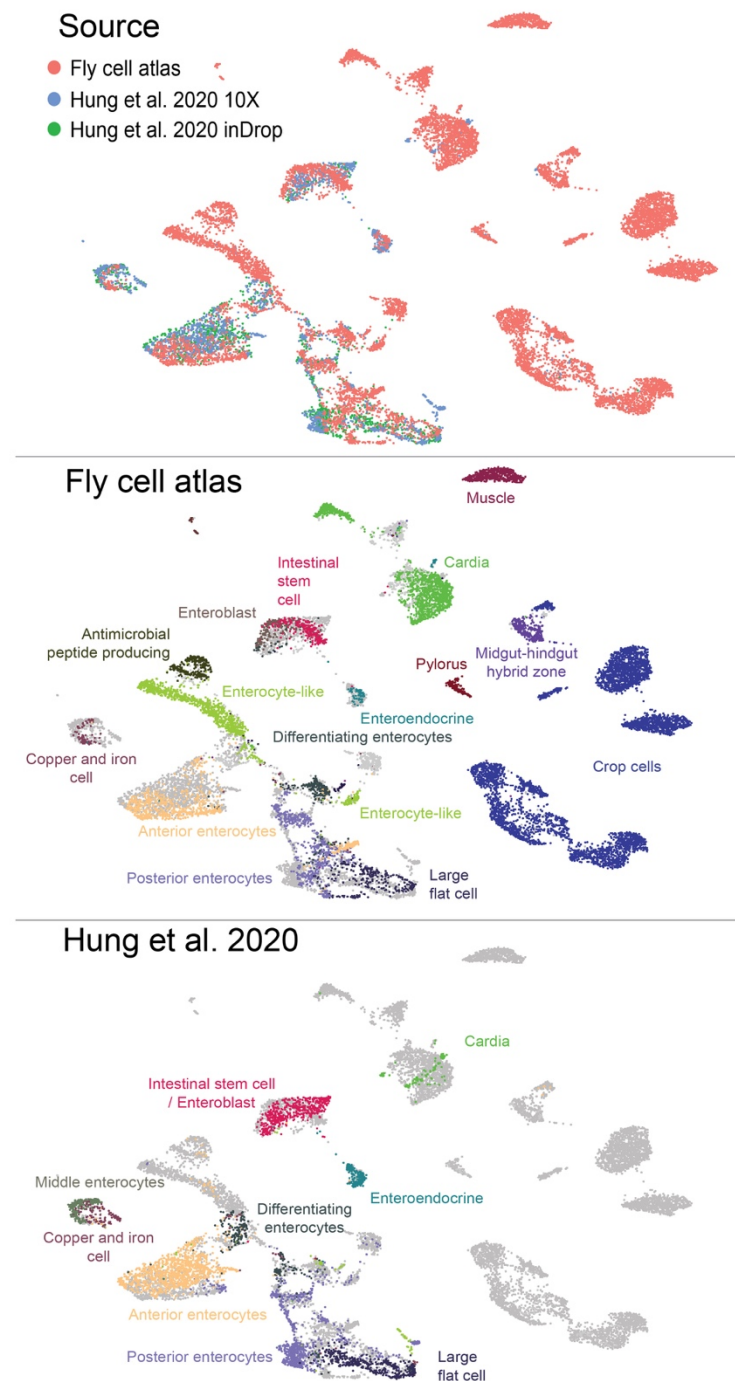 Source
Fly cell atlas
Hung et al. 2020 10X
Hung et al. 2020 inDrop
Fly cell atlas
Muscle
Intestinal
stem
cell
Cardia
Enteroblast
Antimicrobial
peptide producing
Midgut-hindgut
hybrid zone
Pylorus
Enterocyte-like
Enteroendocrine
Differentiating enterocytes
Copper and iron
cell
Crop cells
Enterocyte-like
Anterior enterocytes
Posterior enterocytes
Large
flat cell
Hung et al. 2020
Cardia
Intestinal stem cell
/ Enteroblast
Middle enterocytes
Enteroendocrine
Differentiating
enterocytes
Copper and iron
cell
Anterior enterocytes
Posterior enterocytes
Large
flat cell